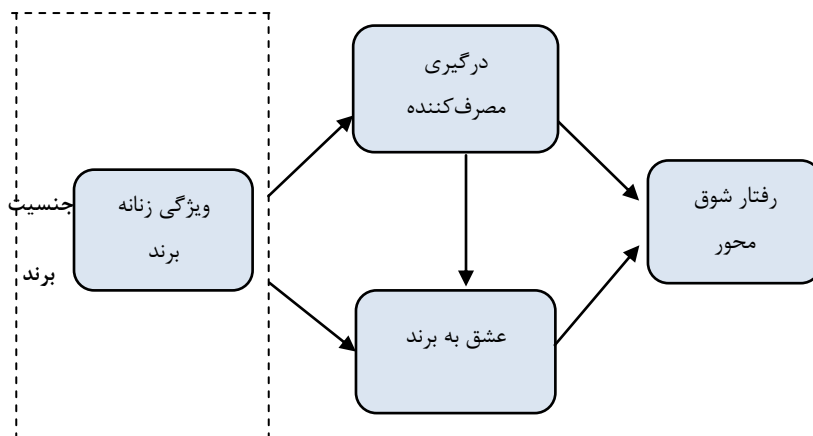 درگیری
مصرف‌کننده
جنسیت
برند
ویژگی زنانه
برند
رفتار شوق
محور
عشق به برند